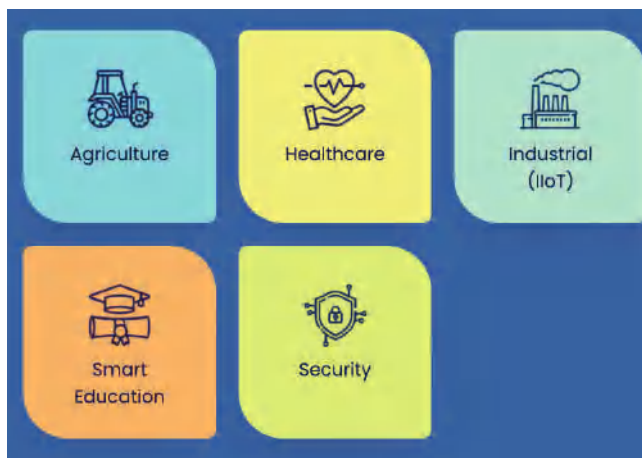 Agriculture
Healthcare
Industrial
(IIoT)
Smart
Education
Security